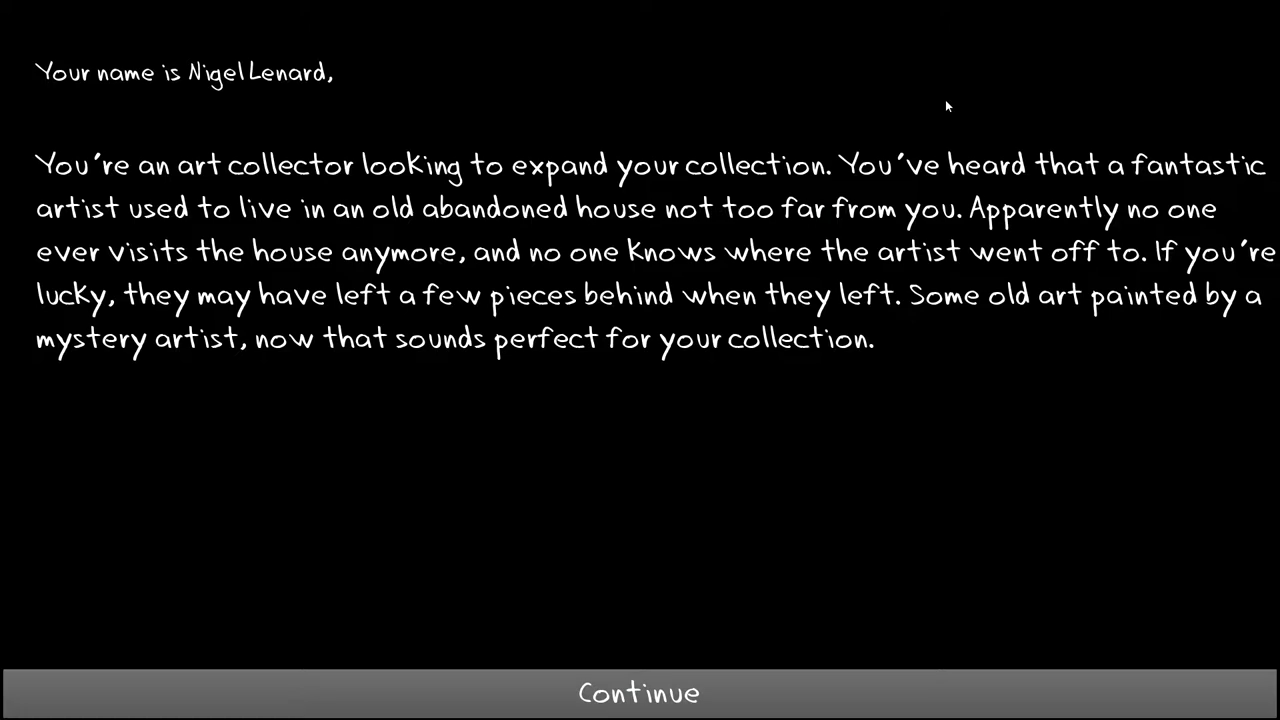 Your name is Nigel Lenard,
You're an art collector looking to expand your collection. You've heard that a fantastic
artist used to live in an old abandoned house not too far from you. Apparently no one
ever visits the house anymore, and no one knows where the artist went off to. If you're
lucky, they may have left a few pieces behind when they left. Some old art painted by a
mystery artist, now that sounds perfect for your collection.
Continue